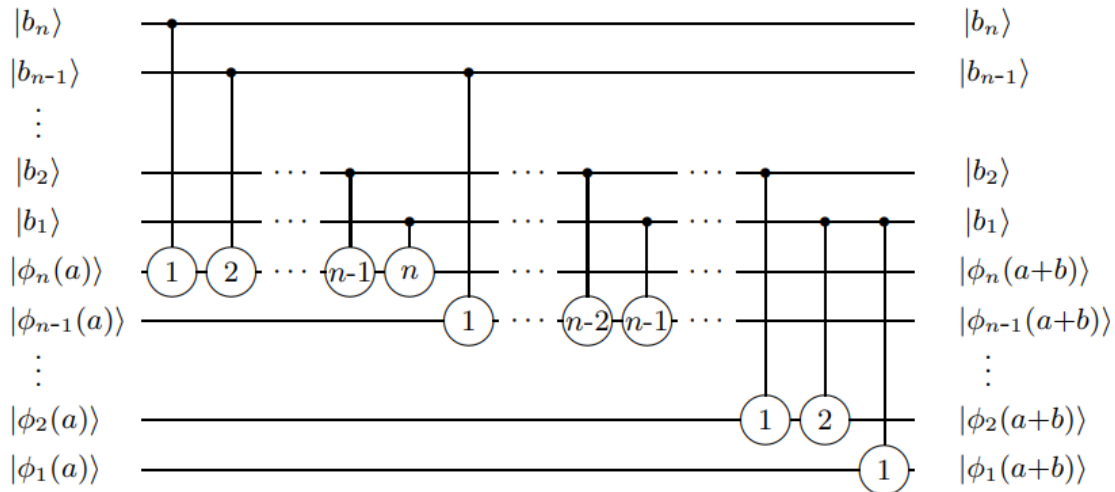 |b_n⟩ |b_n⟩
|b_{n-1}⟩ |b_{n-1}⟩
⋮
|b_2⟩ ··· ··· ··· |b_2⟩
|b_1⟩ ··· ··· ··· |b_1⟩
|ϕ_n(a)⟩ 1 2 ··· n-1 n |ϕ_n(a+b)⟩
|ϕ_{n-1}(a)⟩ 1 ··· n-2 n-1 ··· |ϕ_{n-1}(a+b)⟩
⋮ ⋮
|ϕ_2(a)⟩ 1 2 |ϕ_2(a+b)⟩
|ϕ_1(a)⟩ 1 |ϕ_1(a+b)⟩